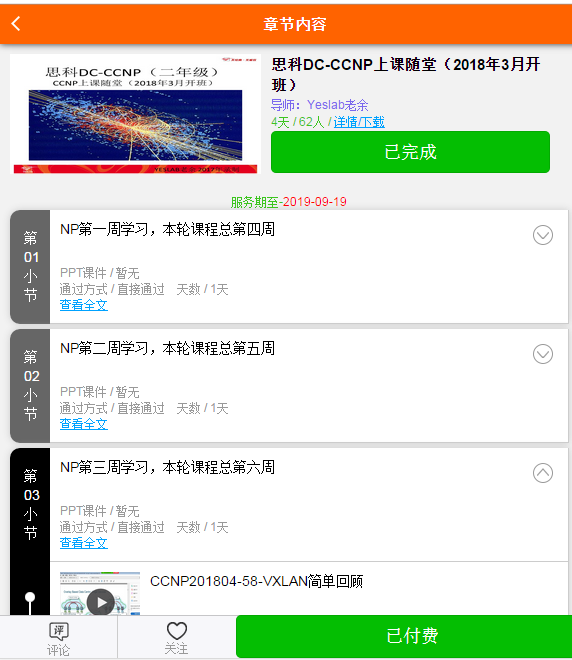 章节内容
思科DC-CCNP（二年级）
CCNP上课随堂（2018年3月开班）
思科DC-CCNP上课随堂（2018年3月开
班）
导师：Yeslab老余
4天 / 62人 / 详情/下载
已完成
服务期至-2019-09-19
第
01
小
节
NP第一周学习，本轮课程总第四周
PPT课件 / 暂无
通过方式 / 直接通过 天数 / 1天
查看全文
第
02
小
节
NP第二周学习，本轮课程总第五周
PPT课件 / 暂无
通过方式 / 直接通过 天数 / 1天
查看全文
第
03
小
节
NP第三周学习，本轮课程总第六周
PPT课件 / 暂无
通过方式 / 直接通过 天数 / 1天
查看全文
CCNP201804-58-VXLAN简单回顾
评
评论
关注
已付费